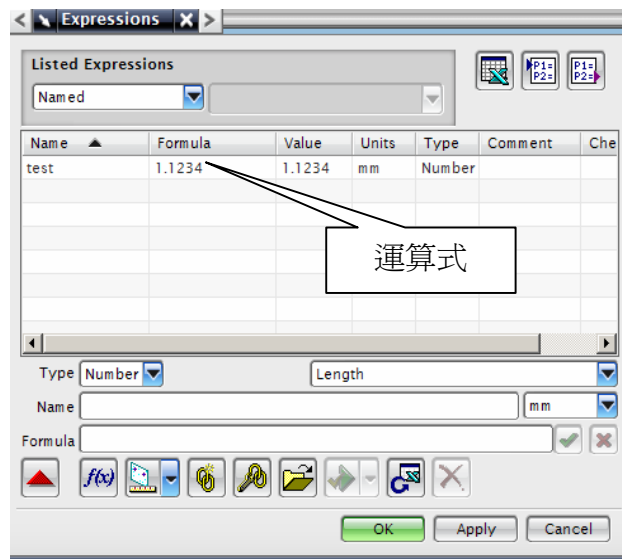 Expressions
Listed Expressions
Named
P1=
P2=
P1=
P2=
Name Formula Value Units Type Comment Che
test 1.1234 1.1234 mm Number
運算式
Type Number Length
Name mm
Formula
f(x)
OK Apply Cancel